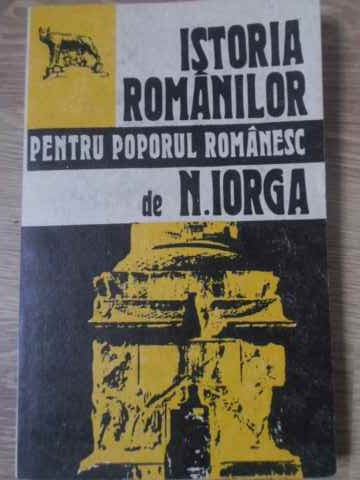 ISTORIA
ROMÂNILOR
PENTRU POPORUL ROMÂNESC
de N.IORGA